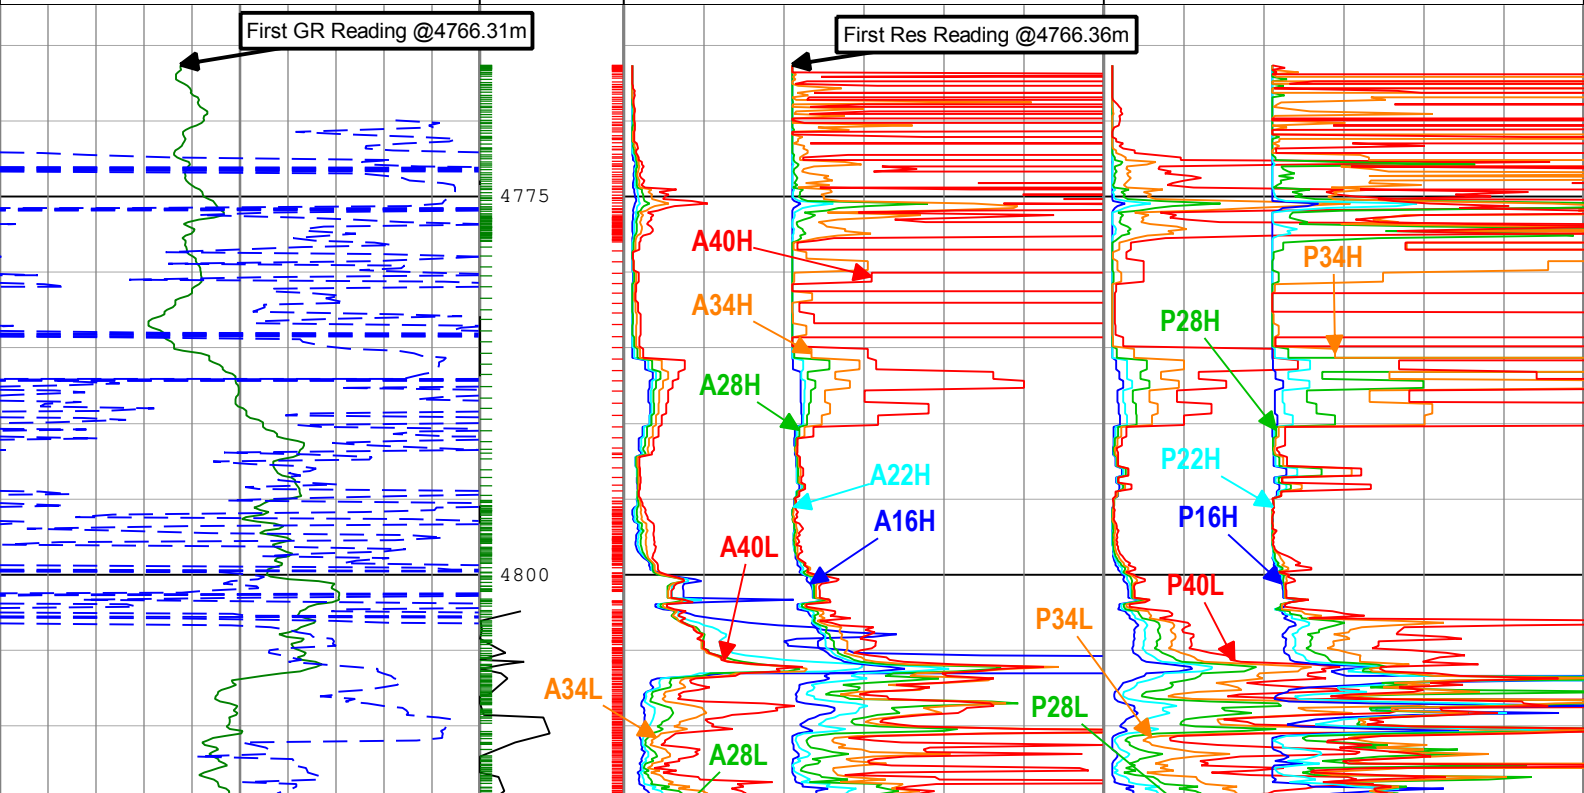 First GR Reading @4766.31m
First Res Reading @4766.36m
4775
A40H
P34H
A34H
P28H
A28H
P22H
A22H
P16H
A16H
A40L
4800
P40L
P34L
A34L
P28L
A28L